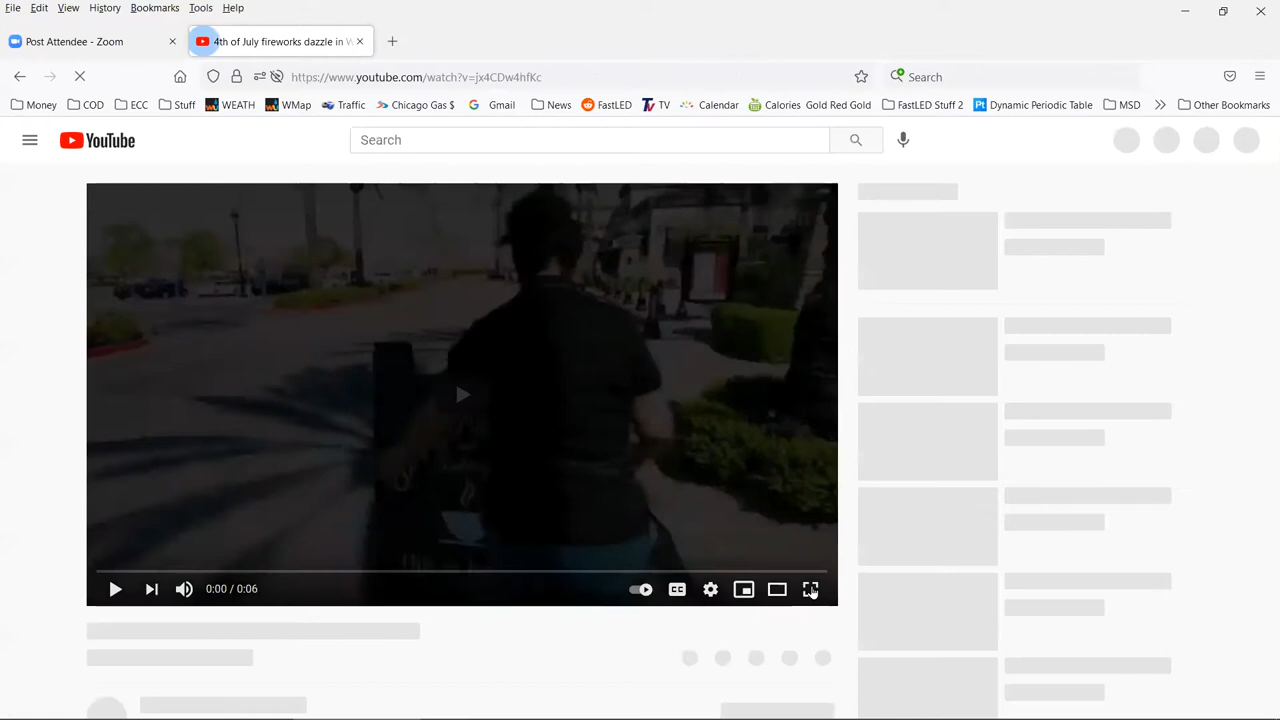 File Edit View History Bookmarks Tools Help
Post Attendee - Zoom 4th of July fireworks dazzle in W
https://www.youtube.com/watch?v=jx4CDw4hfKc Search
Money COD ECC Stuff WEATH WMap Traffic Chicago Gas $ Gmail News FastLED TV Calendar Calories Gold Red Gold FastLED Stuff 2 Pt Dynamic Periodic Table MSD Other Bookmarks
YouTube Search
0:00 / 0:06 CC